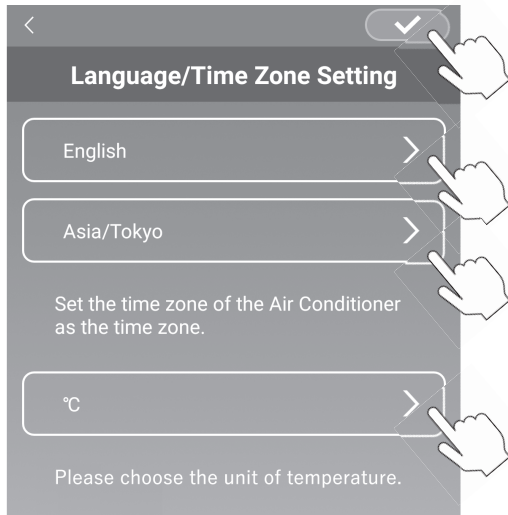 Language/Time Zone Setting
English
Asia/Tokyo
Set the time zone of the Air Conditioner
as the time zone.
℃
Please choose the unit of temperature.